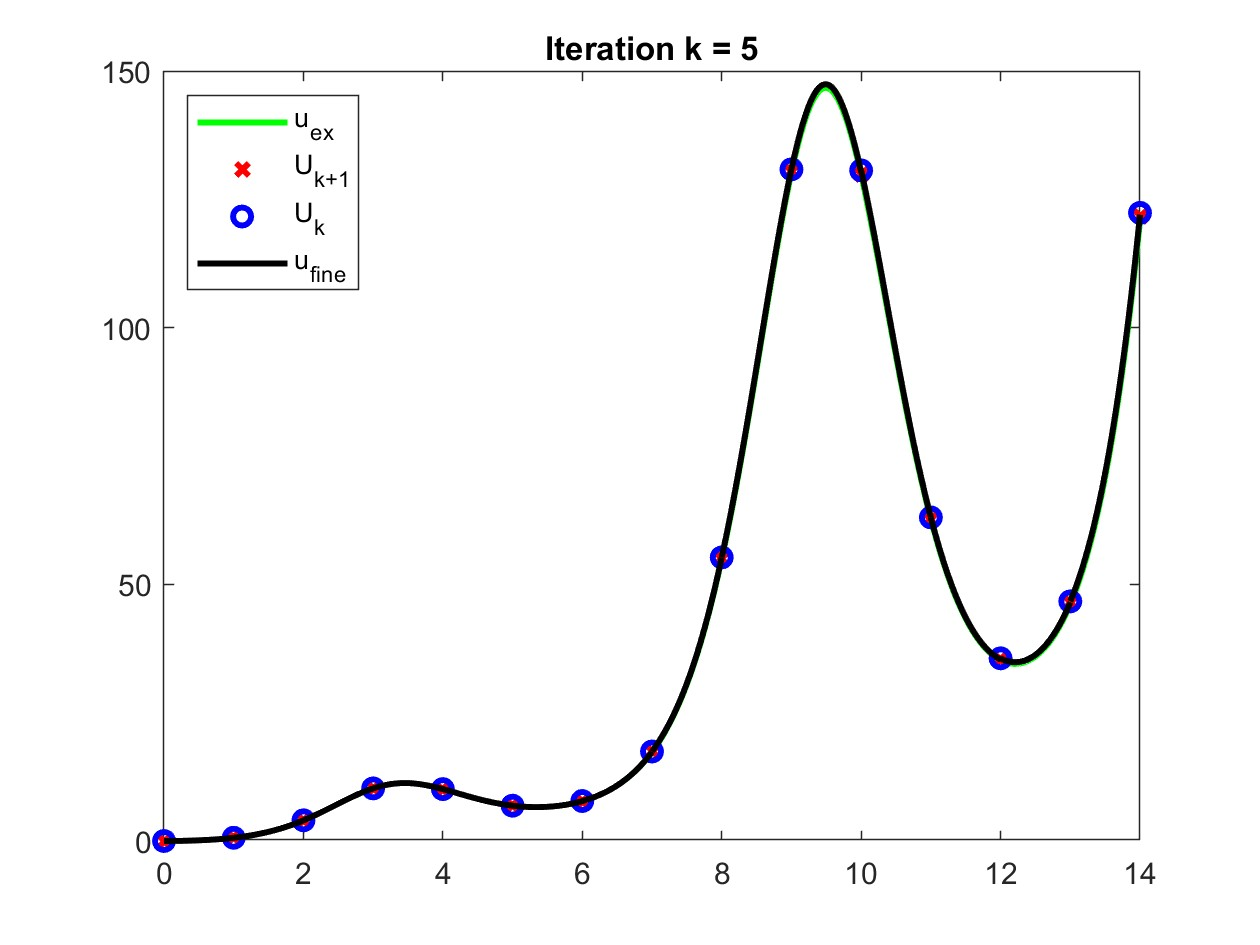 Iteration k = 5
150
100
50
0
u_ex
U_k+1
U_k
u_fine
0 2 4 6 8 10 12 14